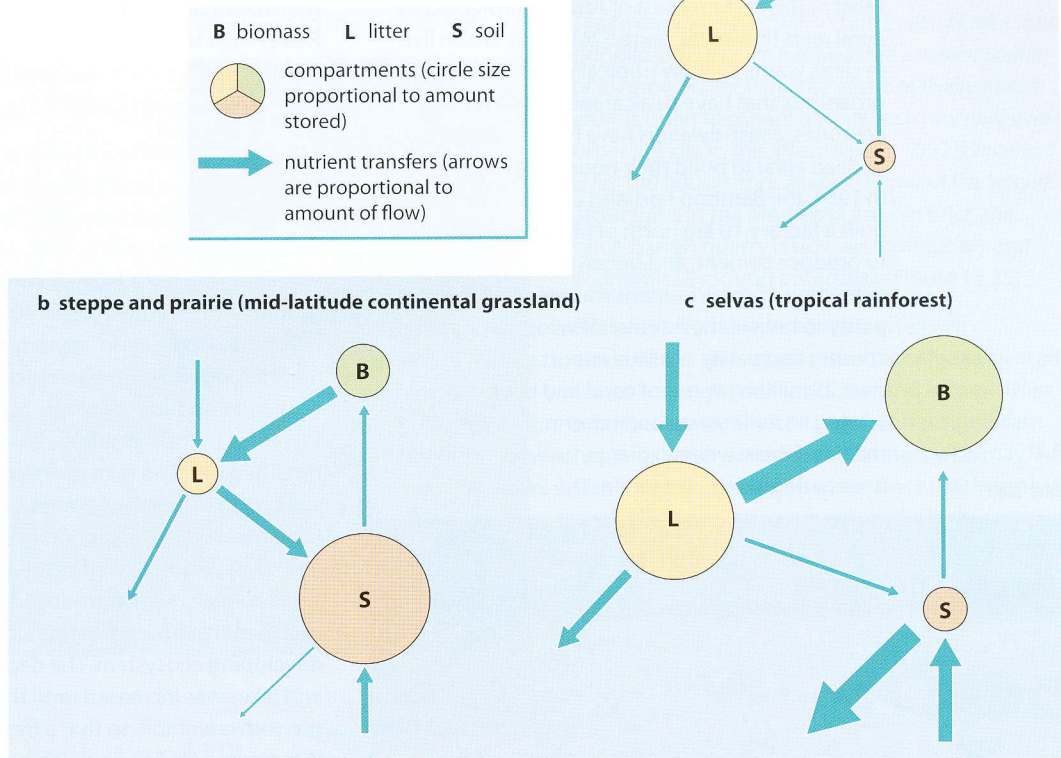 B biomass L litter S soil
compartments (circle size
proportional to amount
stored)
nutrient transfers (arrows
are proportional to
amount of flow)
L
S
b steppe and prairie (mid-latitude continental grassland)
B
L
S
c selvas (tropical rainforest)
B
L
S